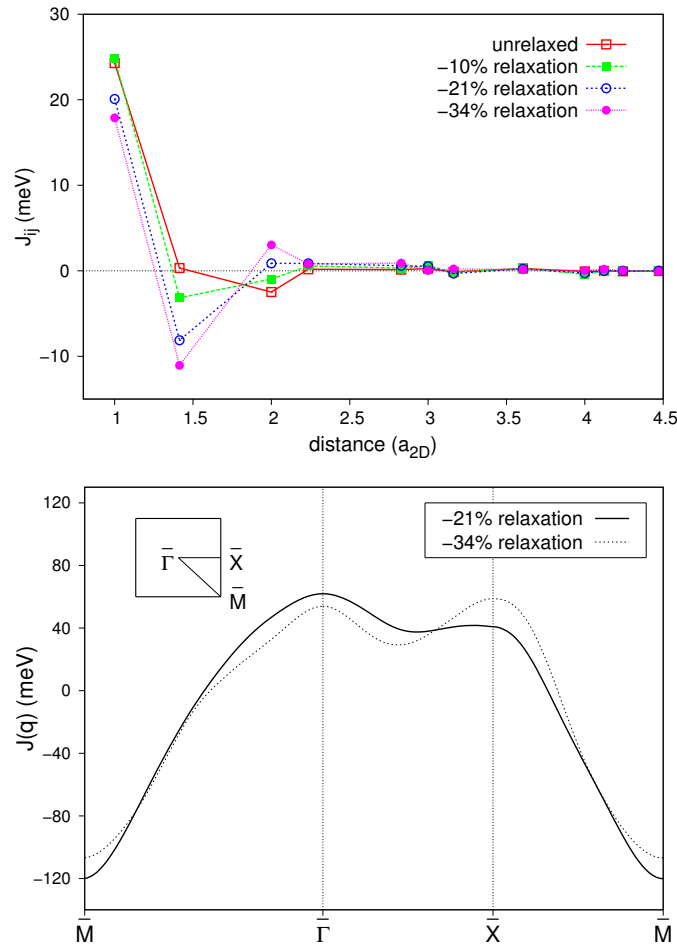 30
20
10
0
−10
J_ij (meV)
unrelaxed
−10% relaxation
−21% relaxation
−34% relaxation
1
1.5
2
2.5
3
3.5
4
4.5
distance (a_2D)
120
80
40
0
−40
−80
−120
J(q) (meV)
Γ̅
X̅
M̅
−21% relaxation
−34% relaxation
M̅
Γ̅
X̅
M̅